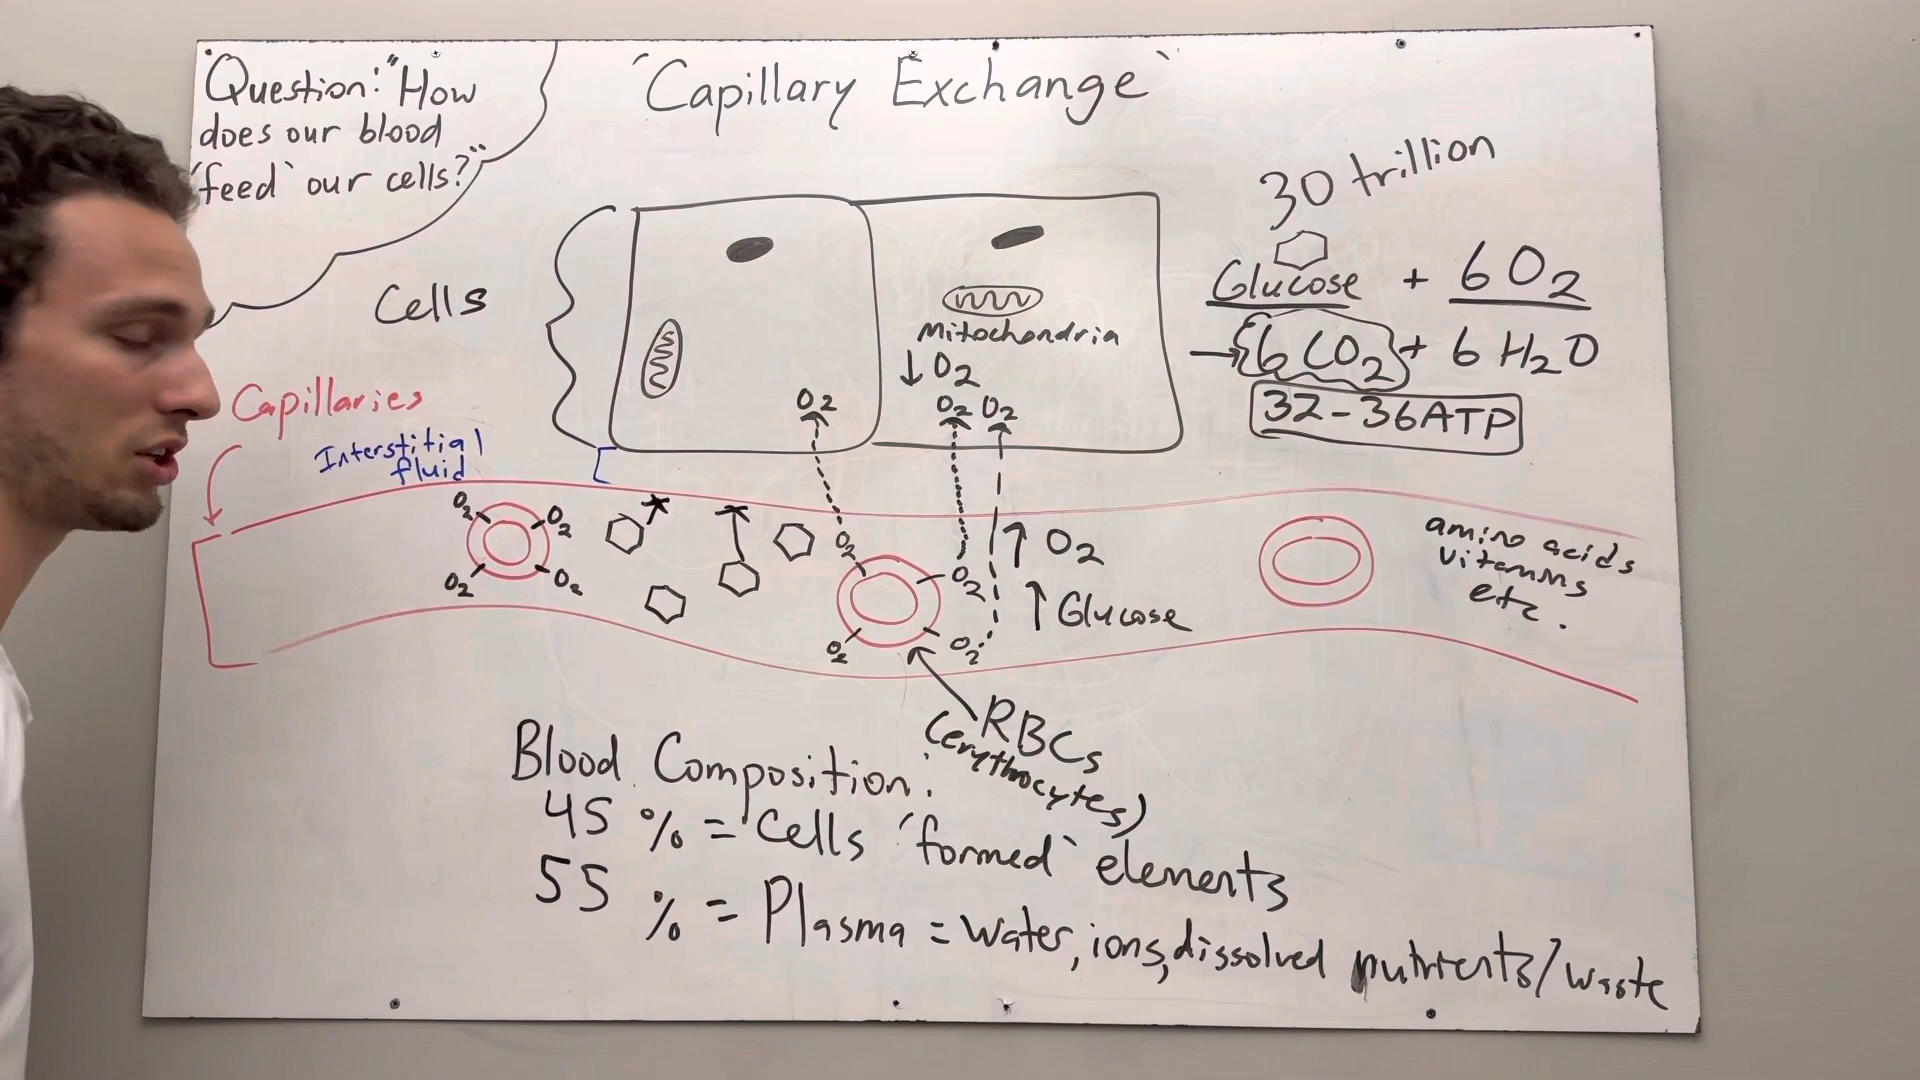 Question: "How
does our blood
'feed' our cells?"
'Capillary Exchange'
30 trillion
Glucose + 6O2
→ 6CO2 + 6H2O
32-36ATP
Cells
Mitochondria
↓O2
O2
O2 O2
Capillaries
Interstitial
fluid
O2
O2
O2
O2
O2
O2
O2
O2
↑ O2
↑ Glucose
amino acids
vitamins
etc.
RBCs
(erythrocytes)
Blood Composition:
45 % = Cells 'formed' elements
55 % = Plasma = Water, ions, dissolved nutrients/waste